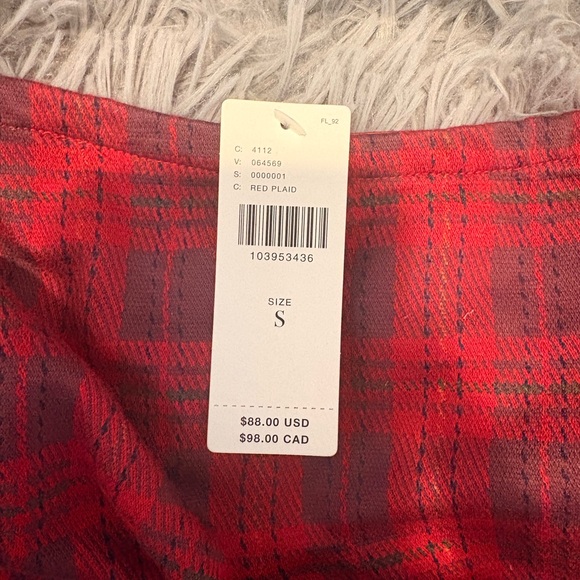 FL_92
C: 4112
V: 064569
S: 0000001
C: RED PLAID
103953436
SIZE
S
$88.00 USD
$98.00 CAD